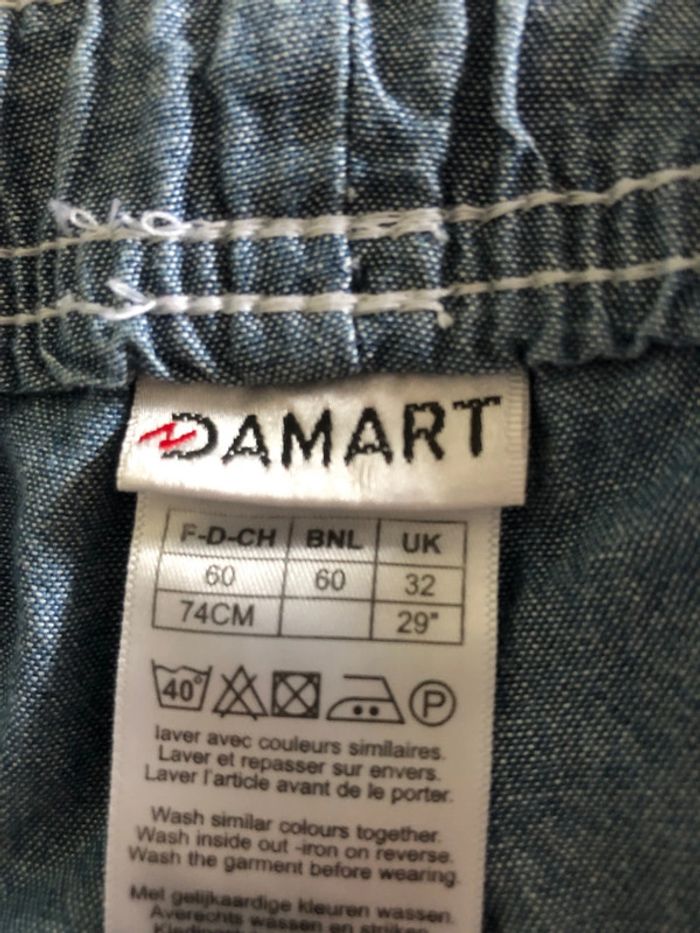 DAMART
F-D-CH BNL UK
60 60 32
74CM 29"
40° P
laver avec couleurs similaires.
Laver et repasser sur envers.
Laver l'article avant de le porter.
Wash similar colours together.
Wash inside out -iron on reverse.
Wash the garment before wearing.
Met gelijkaardige kleuren wassen.
Averechts wassen en striken.